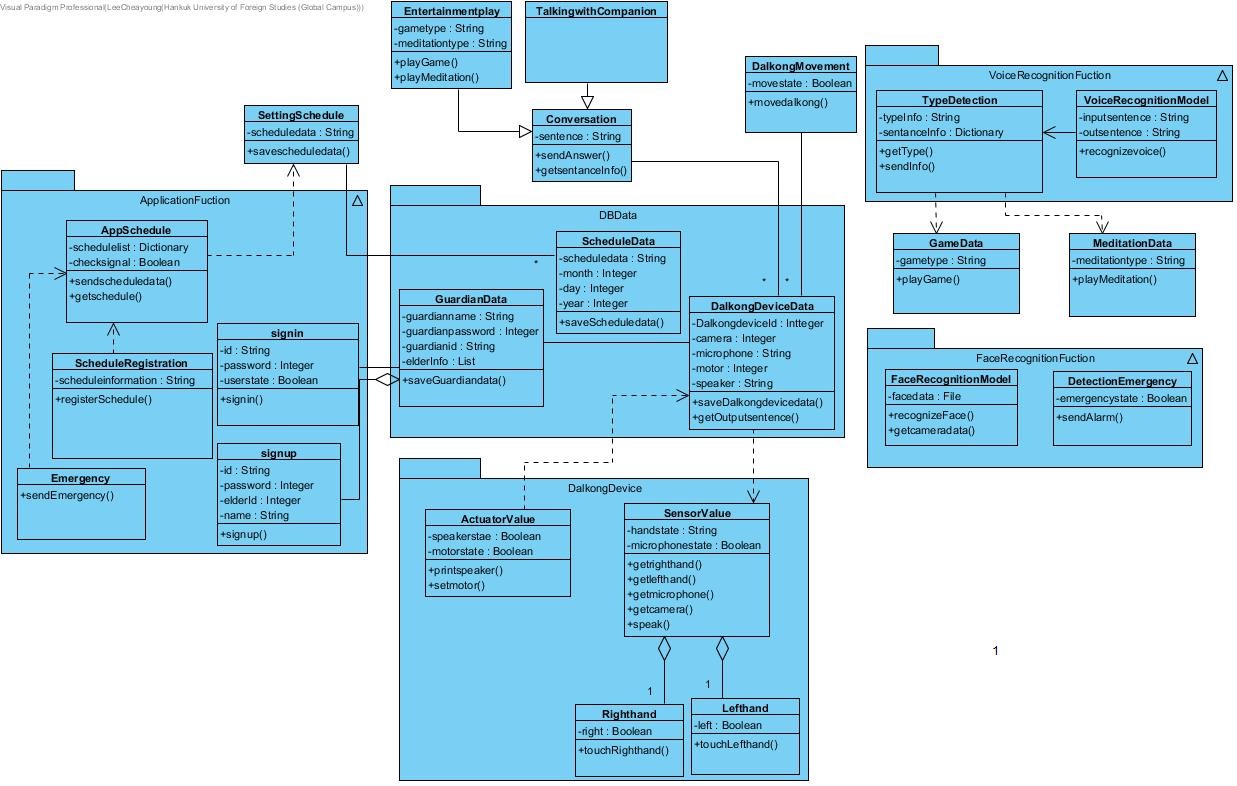 Visual Paradigm Professional(LeeCheayoung(Hankuk University of Foreign Studies (Global Campus)))
Entertainmentplay
-gametype : String
-meditationtype : String
+playGame()
+playMeditation()
TalkingwithCompanion
DalkongMovement
-movestate : Boolean
+movedalkong()
Conversation
-sentence : String
+sendAnswer()
+getsentanceInfo()
SettingSchedule
-scheduledata : String
+savescheduledata()
VoiceRecognitionFuction
TypeDetection
-typeInfo : String
-sentanceInfo : Dictionary
+getType()
+sendInfo()
VoiceRecognitionModel
-inputsentence : String
-outsentence : String
+recognizevoice()
GameData
-gametype : String
+playGame()
MeditationData
-meditiationtype : String
+playMeditation()
FaceRecognitionFuction
FaceRecognitionModel
-facedata : File
+recognizeFace()
+getcameradata()
DetectionEmergency
-emergencystate : Boolean
+sendAlarm()
ApplicationFuction
AppSchedule
-schedulelist : Dictionary
-checksignal : Boolean
+sendscheduledata()
+getschedule()
ScheduleRegistration
-scheduleinformation : String
+registerSchedule()
signin
-id : String
-password : Integer
-userstate : Boolean
+signin()
signup
-id : String
-password : Integer
-elderId : Integer
-name : String
+signup()
Emergency
+sendEmergency()
DBData
ScheduleData
-scheduledata : String
-month : Integer
-day : Integer
-year : Integer
+saveScheduledata()
*
*
*
GuardianData
-guardianname : String
-guardianpassword : Integer
-guardianid : String
-elderInfo : List
+saveGuardiandata()
DalkongDeviceData
-DalkongdeviceId : Inteteger
-camera : Integer
-microphone : String
-motor : Integer
-speaker : String
+saveDalkongdevicedata()
+getOutputsentence()
DalkongDevice
ActuatorValue
-speakerstae : Boolean
-motorstate : Boolean
+printspeaker()
+setmotor()
SensorValue
-handstate : String
-microphonestate : Boolean
+getrighthand()
+getlefthand()
+getmicrophone()
+getcamera()
+speak()
1
1
Righthand
-right : Boolean
+touchRighthand()
Lefthand
-left : Boolean
+touchLefthand()
1